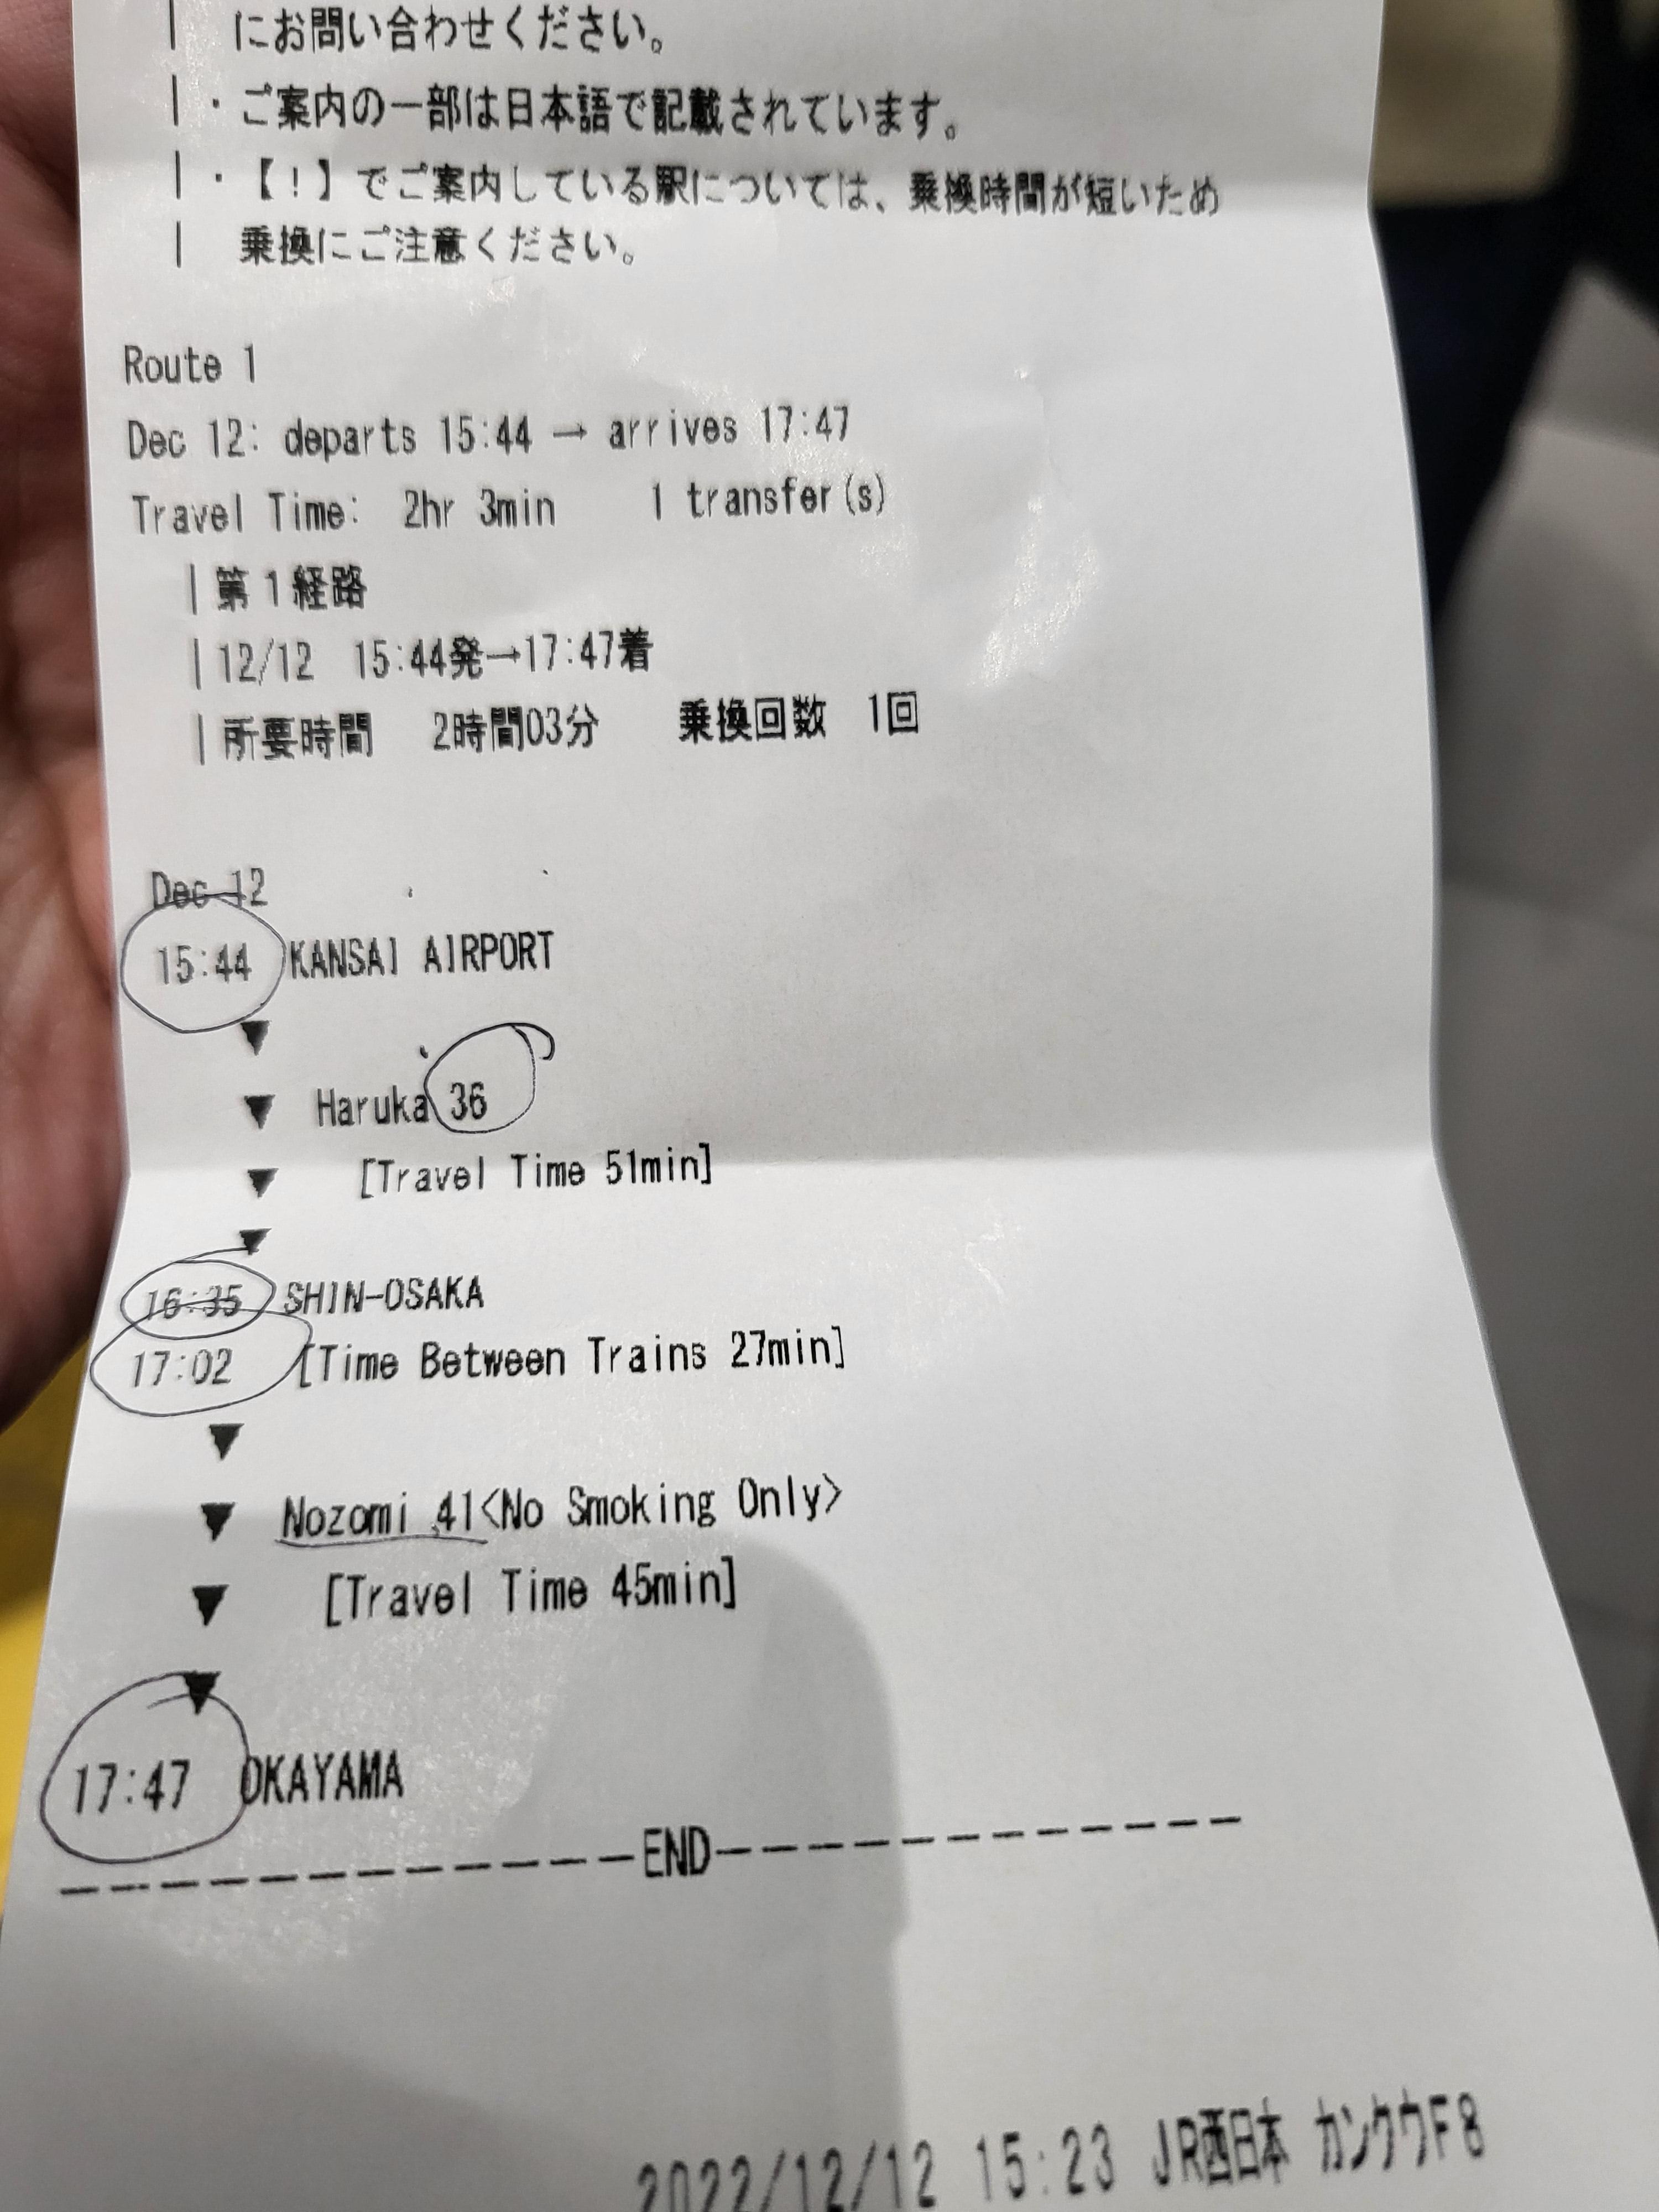 | にお問い合わせください。
| ・ご案内の一部は日本語で記載されています。
| ・【！】でご案内している駅については、乗換時間が短いため
| 乗換にご注意ください。
Route 1
Dec 12: departs 15:44 → arrives 17:47
Travel Time: 2hr 3min 1 transfer(s)
|第１経路
|12/12 15:44発→17:47着
|所要時間 2時間03分 乗換回数 1回
Dec 12
15:44 KANSAI AIRPORT
▼
▼ Haruka 36
▼ [Travel Time 51min]
▼
16:35 SHIN-OSAKA
17:02 [Time Between Trains 27min]
▼
▼ Nozomi 41<No Smoking Only>
▼ [Travel Time 45min]
▼
17:47 OKAYAMA
---------------END--------------
2022/12/12 15:23 JR西日本 カンクウF8